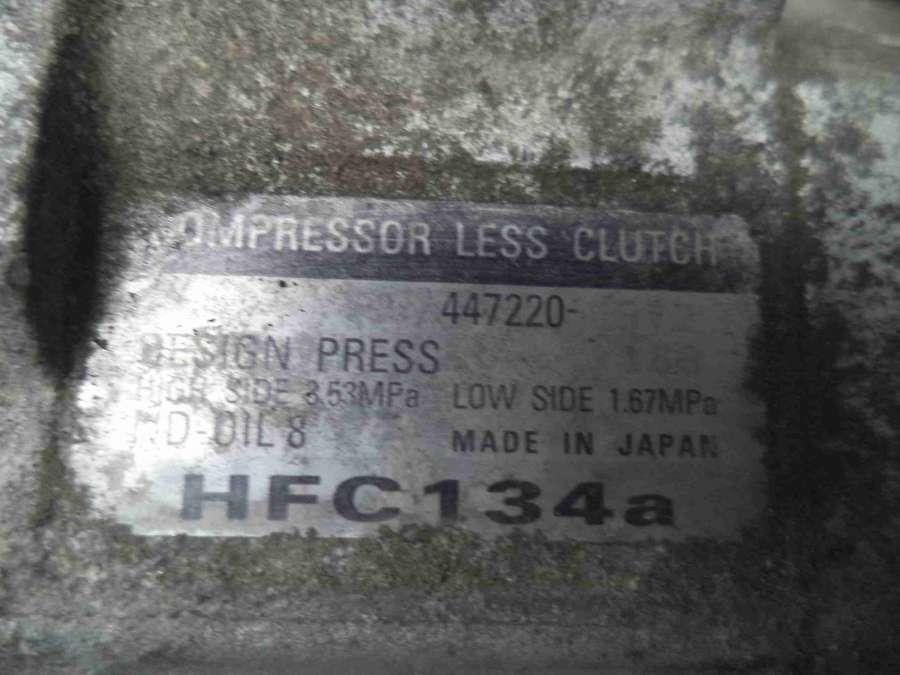 COMPRESSOR LESS CLUTCH
447220-
DESIGN PRESS
HIGH SIDE 3.53MPa LOW SIDE 1.67MPa
ND-OIL 8 MADE IN JAPAN
HFC134a